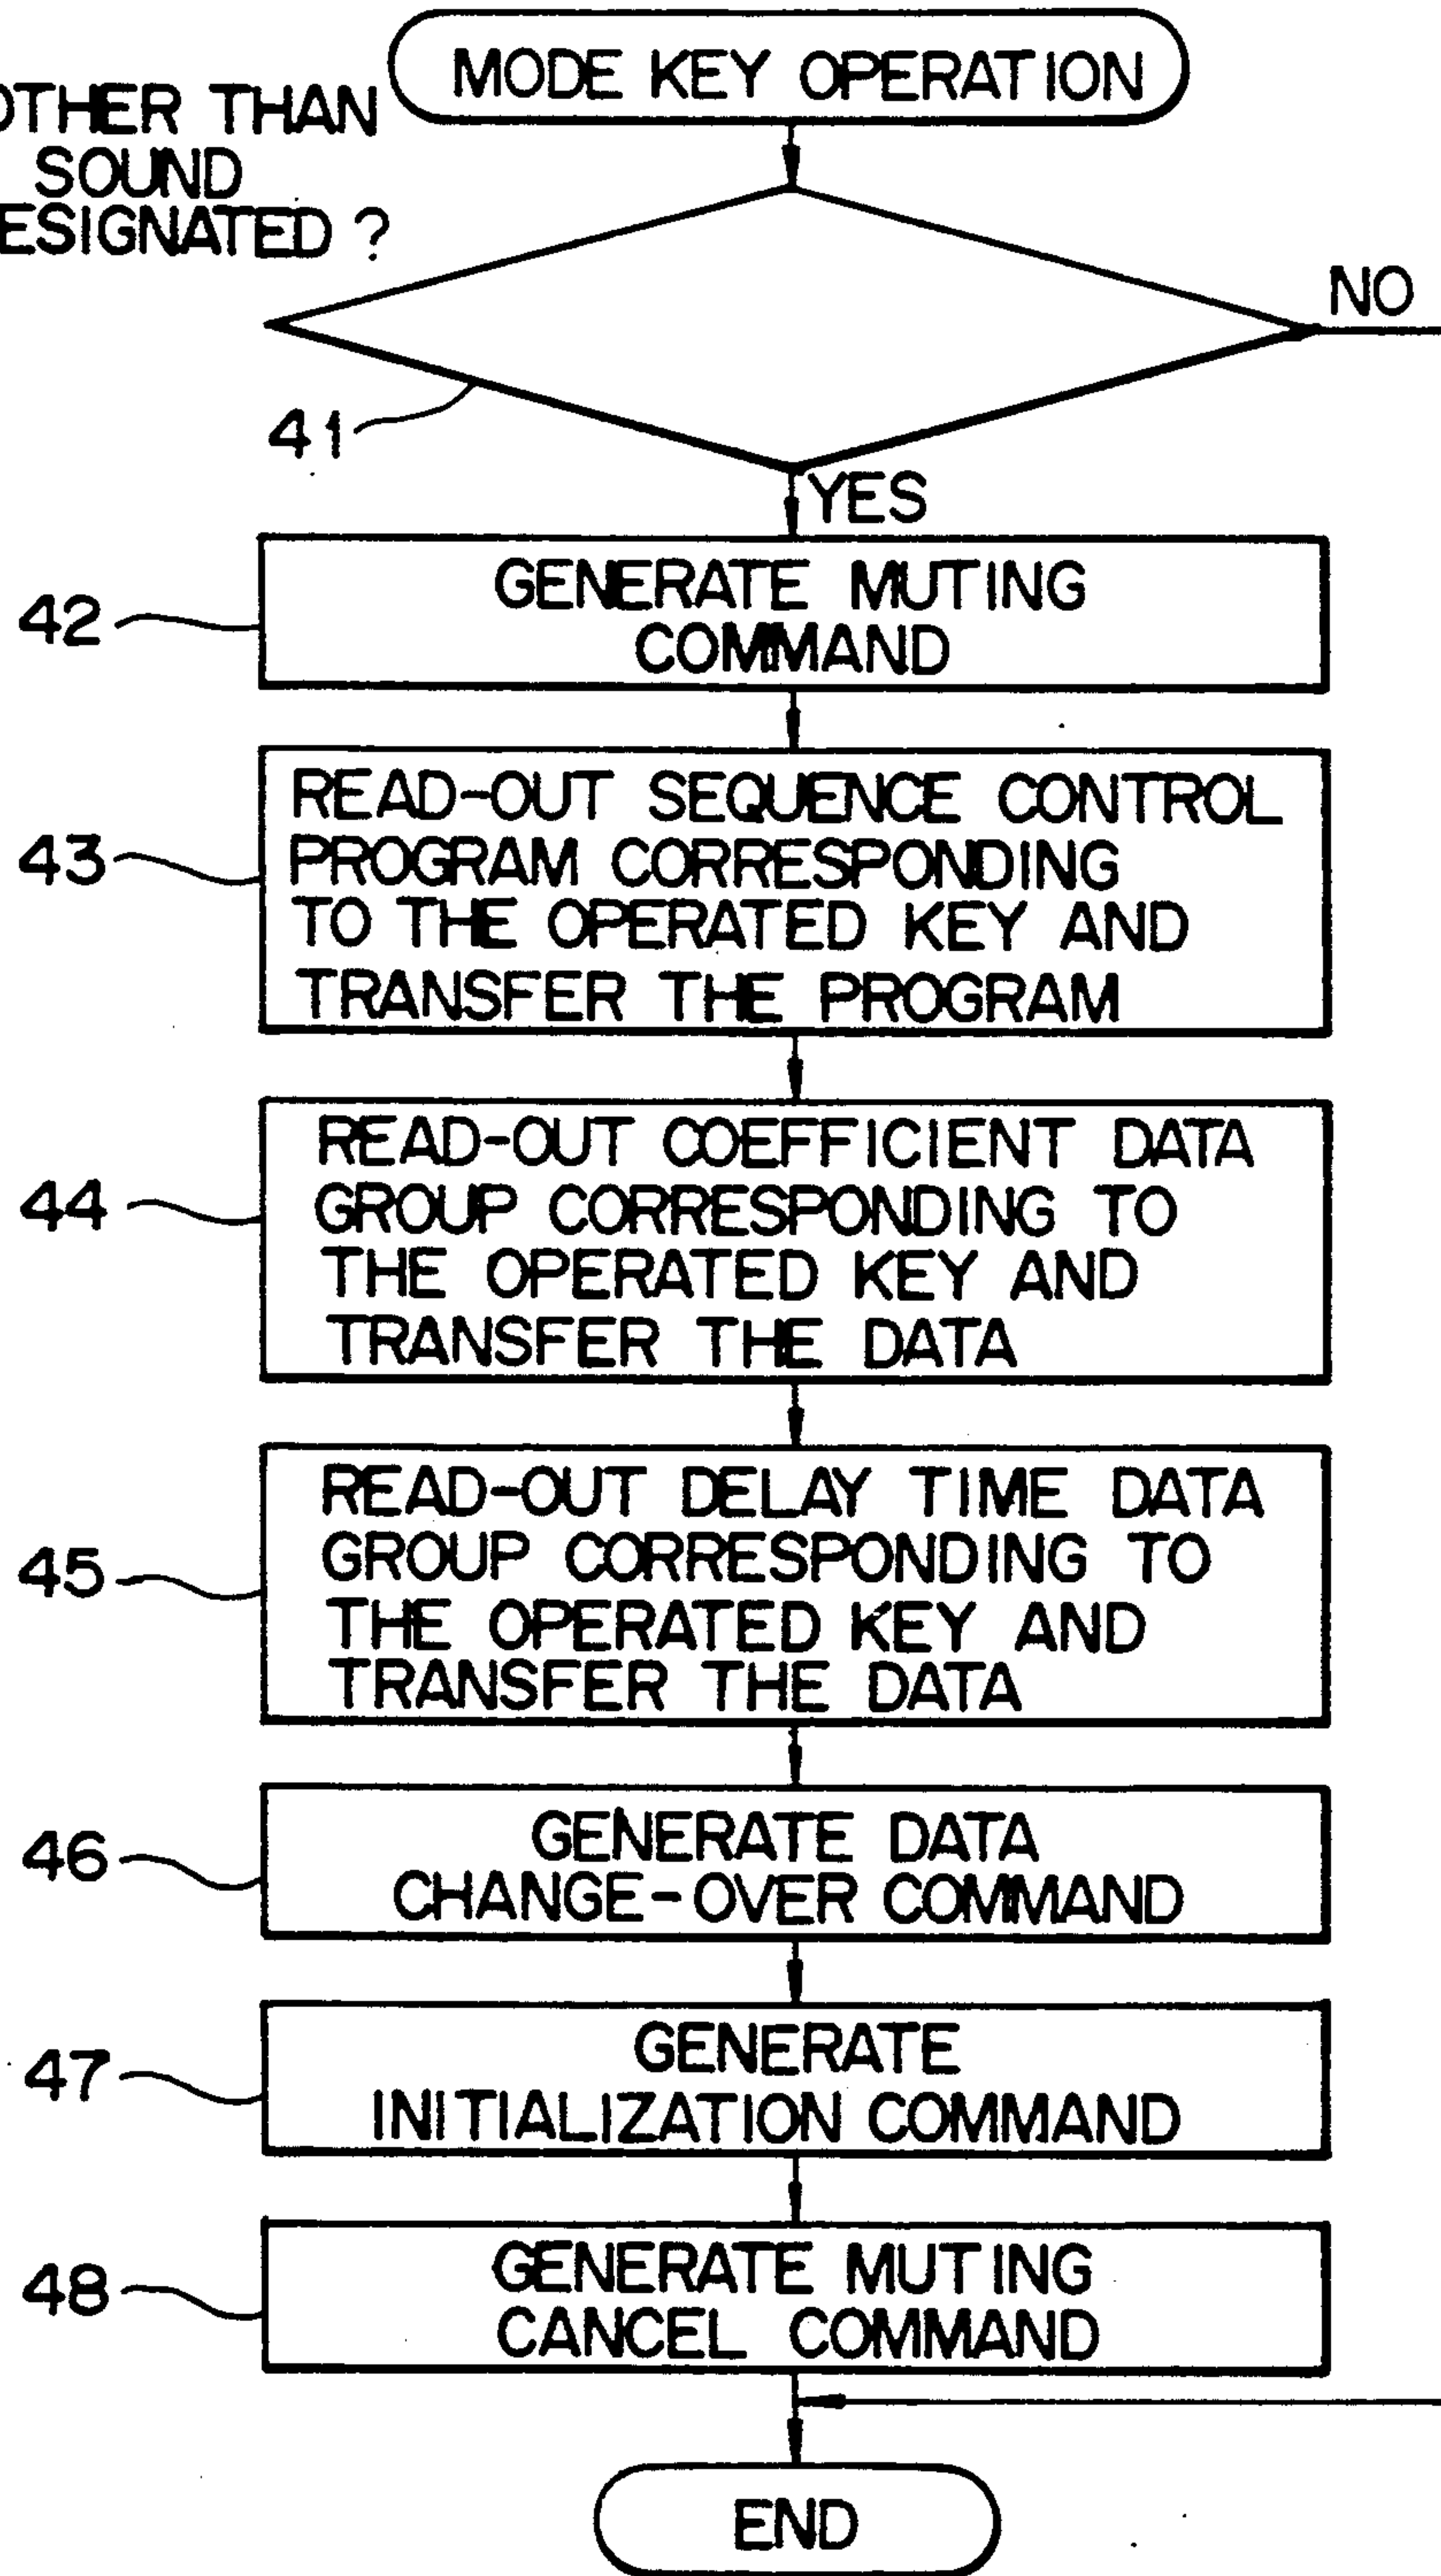 MODE KEY OPERATION
OTHER THAN
SOUND
ESIGNATED ?
NO
41
YES
42
GENERATE MUTING
COMMAND
43
READ-OUT SEQUENCE CONTROL
PROGRAM CORRESPONDING
TO THE OPERATED KEY AND
TRANSFER THE PROGRAM
44
READ-OUT COEFFICIENT DATA
GROUP CORRESPONDING TO
THE OPERATED KEY AND
TRANSFER THE DATA
45
READ-OUT DELAY TIME DATA
GROUP CORRESPONDING TO
THE OPERATED KEY AND
TRANSFER THE DATA
46
GENERATE DATA
CHANGE-OVER COMMAND
47
GENERATE
INITIALIZATION COMMAND
48
GENERATE MUTING
CANCEL COMMAND
END